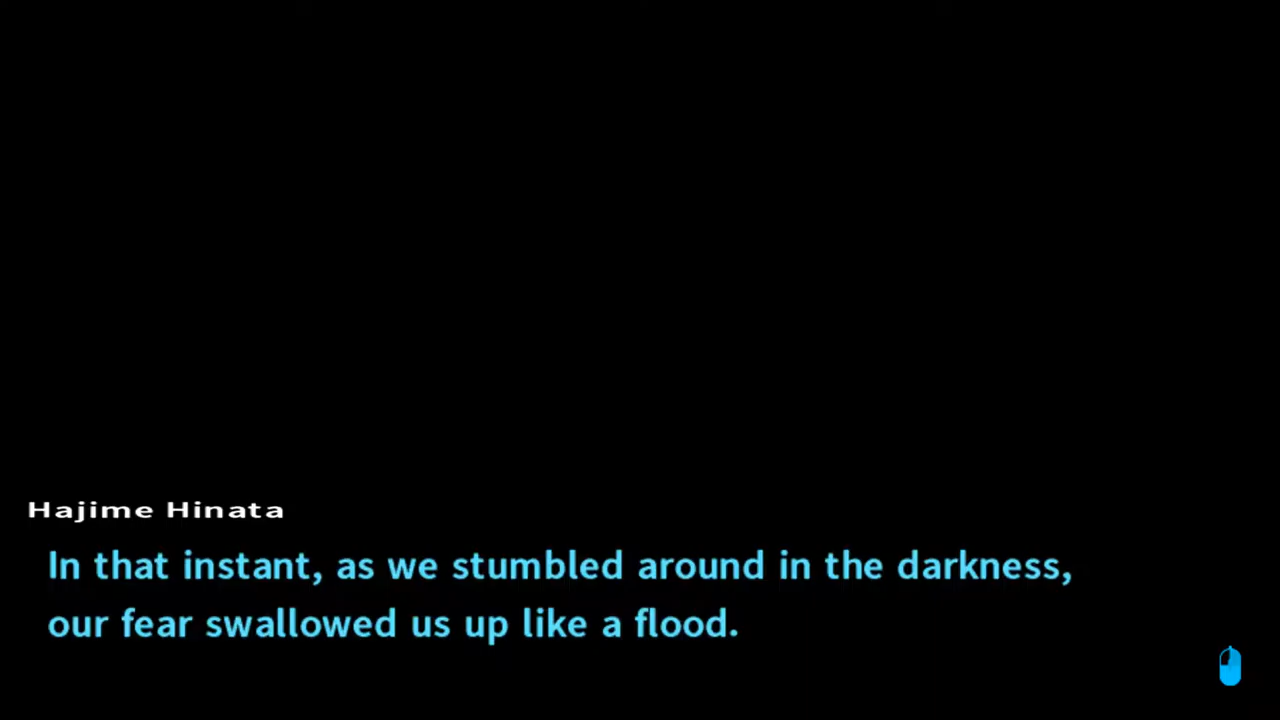 Hajime Hinata
In that instant, as we stumbled around in the darkness,
our fear swallowed us up like a flood.